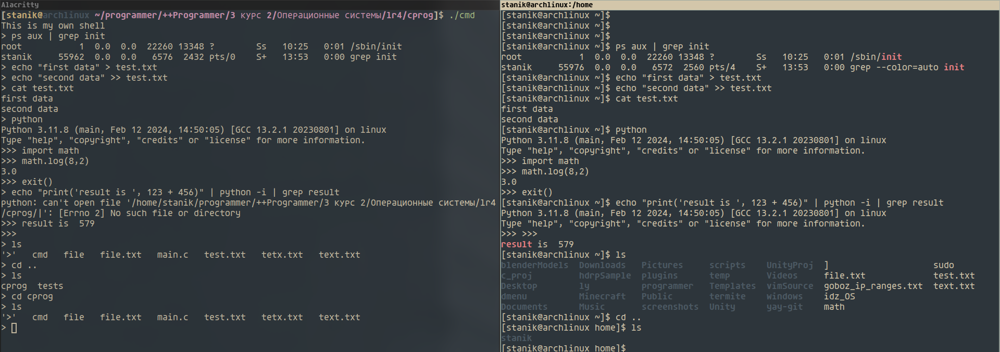 Alacritty
[stanik@archlinux ~/programmer/++Programmer/3 курс 2/Операционные системы/lr4/cprog]$ ./cmd
This is my own shell
> ps aux | grep init
root           1  0.0  0.0  22260 13348 ?        Ss   10:25   0:01 /sbin/init
stanik     55962  0.0  0.0   6576  2432 pts/0    S+   13:53   0:00 grep init
> echo "first data" > test.txt
> echo "second data" >> test.txt
> cat test.txt
first data
second data
> python
Python 3.11.8 (main, Feb 12 2024, 14:50:05) [GCC 13.2.1 20230801] on linux
Type "help", "copyright", "credits" or "license" for more information.
>>> import math
>>> math.log(8,2)
3.0
>>> exit()
> echo "print('result is ', 123 + 456)" | python -i | grep result
python: can't open file '/home/stanik/programmer/++Programmer/3 курс 2/Операционные системы/lr4
/cprog/|': [Errno 2] No such file or directory
>>> result is  579
>>>
> ls
'>'   cmd   file   file.txt   main.c   test.txt   tetx.txt   text.txt
> cd ..
> ls
cprog  tests
> cd cprog
> ls
'>'   cmd   file   file.txt   main.c   test.txt   tetx.txt   text.txt
>
stanik@archlinux:/home
[stanik@archlinux ~]$
[stanik@archlinux ~]$
[stanik@archlinux ~]$
[stanik@archlinux ~]$ ps aux | grep init
root           1  0.0  0.0  22260 13348 ?        Ss   10:25   0:01 /sbin/init
stanik     55976  0.0  0.0   6572  2560 pts/4    S+   13:53   0:00 grep --color=auto init
[stanik@archlinux ~]$ echo "first data" > test.txt
[stanik@archlinux ~]$ echo "second data" >> test.txt
[stanik@archlinux ~]$ cat test.txt
first data
second data
[stanik@archlinux ~]$ python
Python 3.11.8 (main, Feb 12 2024, 14:50:05) [GCC 13.2.1 20230801] on linux
Type "help", "copyright", "credits" or "license" for more information.
>>> import math
>>> math.log(8,2)
3.0
>>> exit()
[stanik@archlinux ~]$ echo "print('result is ', 123 + 456)" | python -i | grep result
Python 3.11.8 (main, Feb 12 2024, 14:50:05) [GCC 13.2.1 20230801] on linux
Type "help", "copyright", "credits" or "license" for more information.
>>> >>>
result is  579
[stanik@archlinux ~]$ ls
blenderModels  Downloads   Pictures     scripts    UnityProj  ]                    sudo
c_proj         hdrpSample  plugins      temp       Videos     file.txt             test.txt
Desktop        ly          programmer   Templates  vimSource  goboz_ip_ranges.txt  text.txt
dmenu          Minecraft   Public       termite    windows    idz_OS
Documents      Music       screenshots  Unity      yay-git    math
[stanik@archlinux ~]$ cd ..
[stanik@archlinux home]$ ls
stanik
[stanik@archlinux home]$